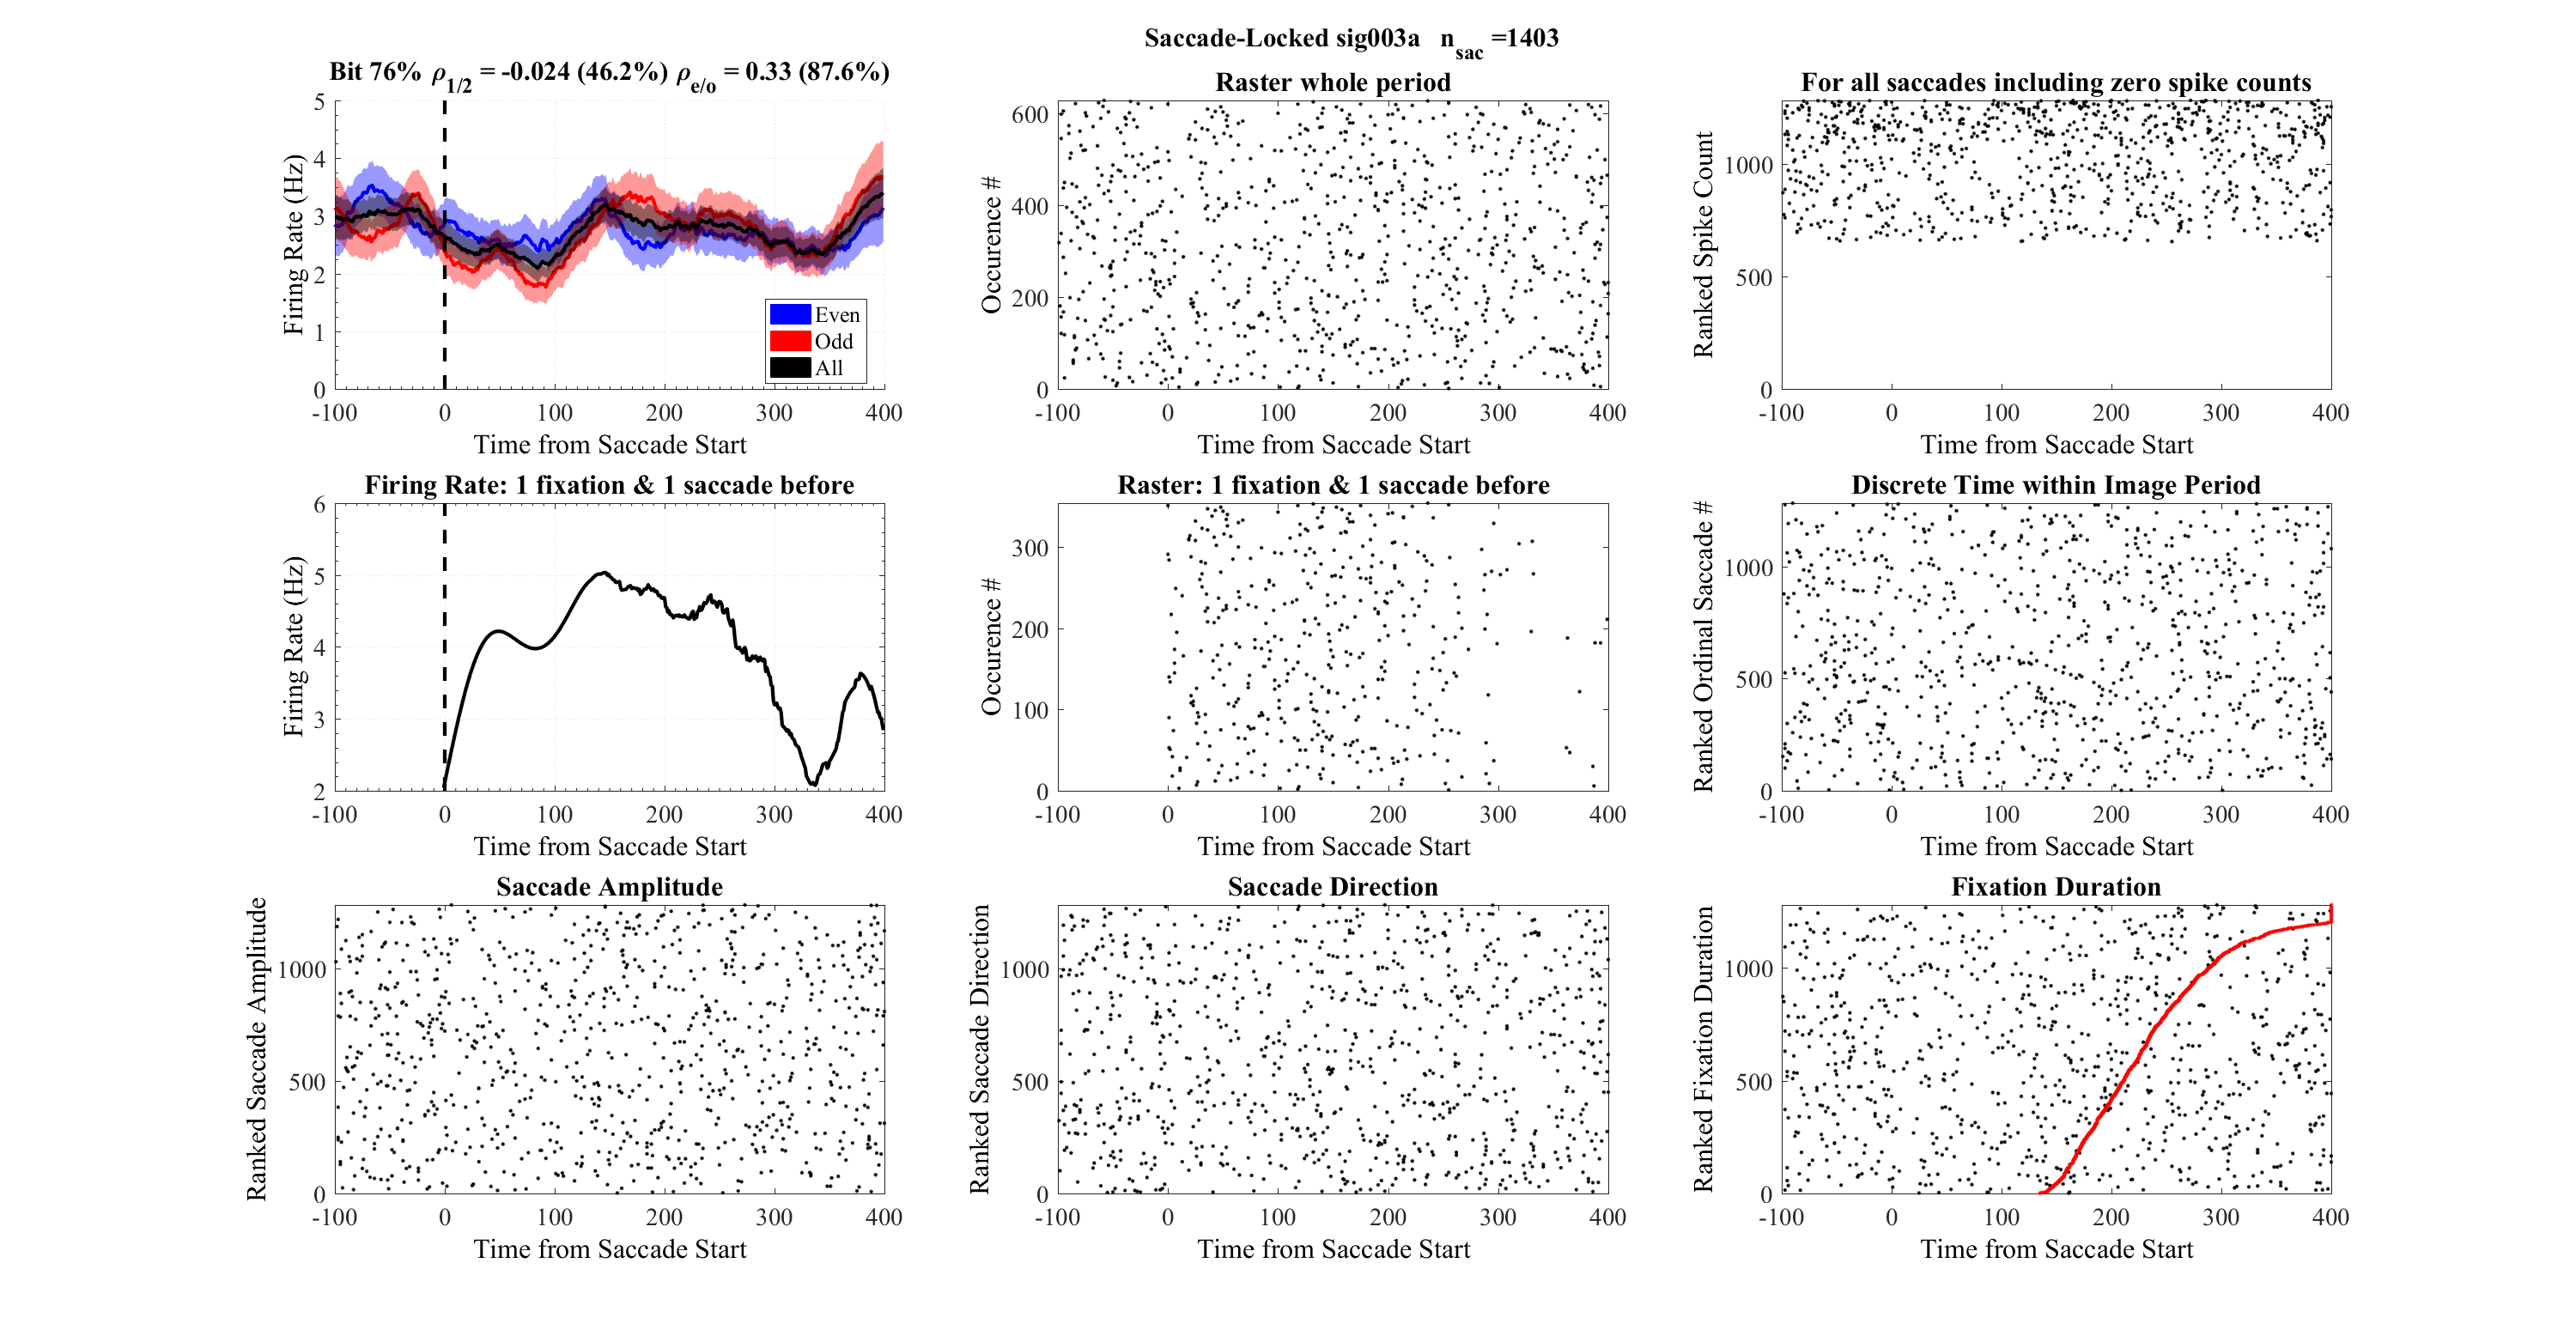 Saccade-Locked sig003a n_sac =1403
Bit 76% ρ_1/2 = -0.024 (46.2%) ρ_e/o = 0.33 (87.6%)
Firing Rate (Hz)
5
4
3
2
1
0
Even
Odd
All
-100 0 100 200 300 400
Time from Saccade Start
Raster whole period
Occurence #
600
400
200
0
-100 0 100 200 300 400
Time from Saccade Start
For all saccades including zero spike counts
Ranked Spike Count
1000
500
0
-100 0 100 200 300 400
Time from Saccade Start
Firing Rate: 1 fixation & 1 saccade before
Firing Rate (Hz)
6
5
4
3
2
-100 0 100 200 300 400
Time from Saccade Start
Raster: 1 fixation & 1 saccade before
Occurence #
300
200
100
0
-100 0 100 200 300 400
Time from Saccade Start
Discrete Time within Image Period
Ranked Ordinal Saccade #
1000
500
0
-100 0 100 200 300 400
Time from Saccade Start
Saccade Amplitude
Ranked Saccade Amplitude
1000
500
0
-100 0 100 200 300 400
Time from Saccade Start
Saccade Direction
Ranked Saccade Direction
1000
500
0
-100 0 100 200 300 400
Time from Saccade Start
Fixation Duration
Ranked Fixation Duration
1000
500
0
-100 0 100 200 300 400
Time from Saccade Start